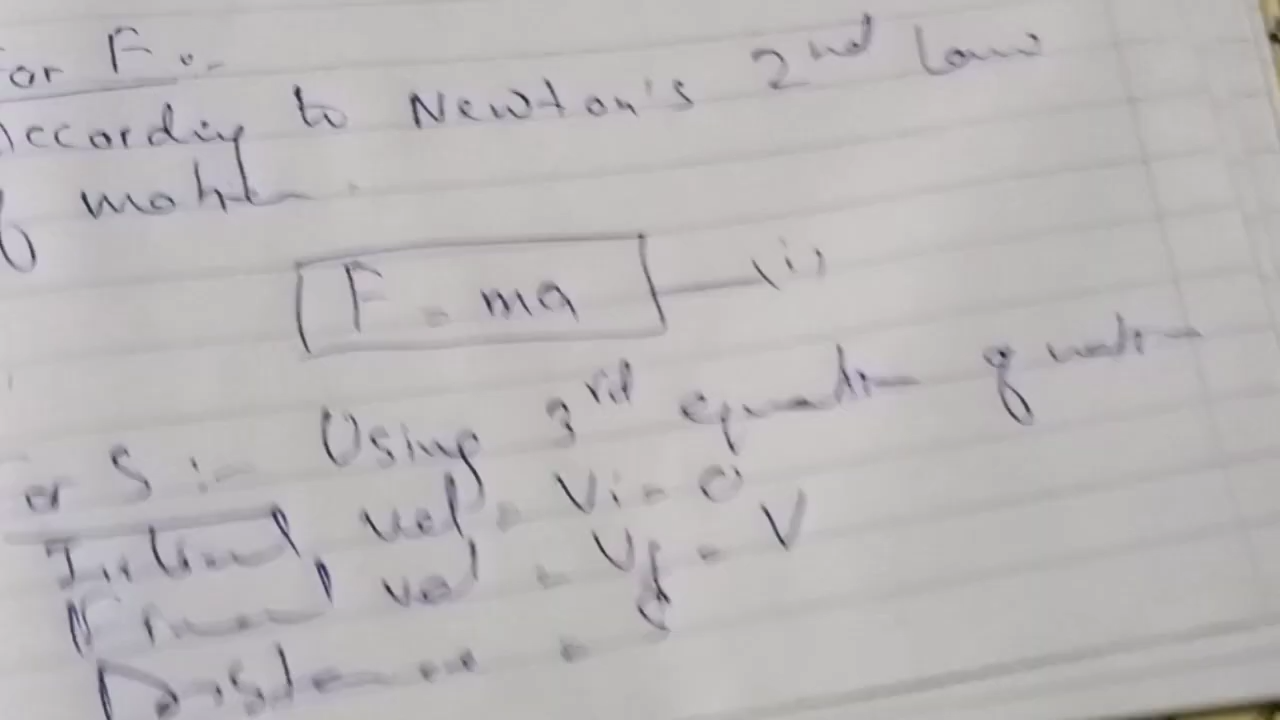 for F :-
According to Newton's 2nd Law
of motion.
F = ma —(i)
For S :- Using 3rd equation of motion
Initial vel = Vi = 0
Final vel = Vf = V
Distance = S